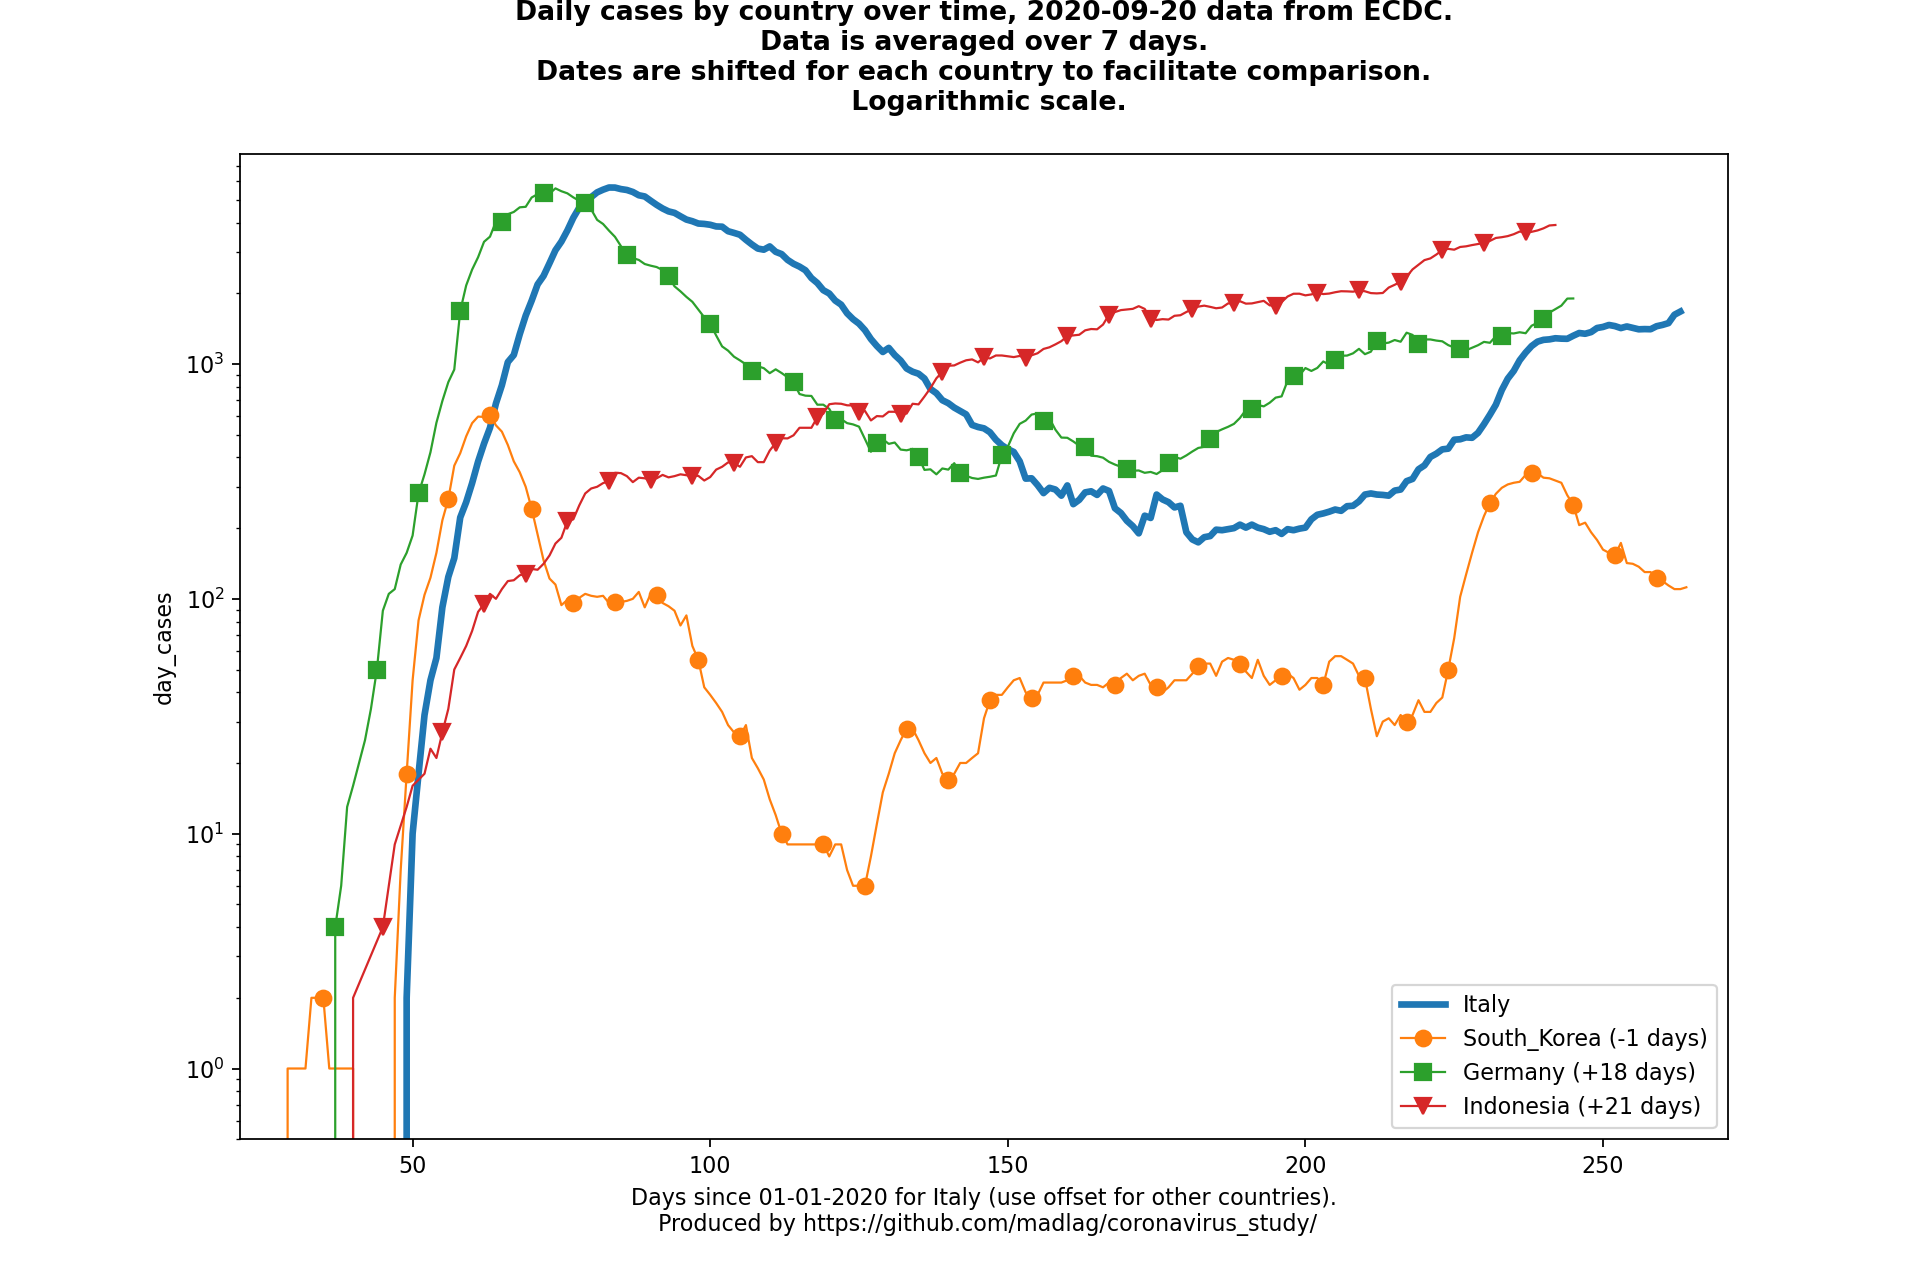 Daily cases by country over time, 2020-09-20 data from ECDC.
Data is averaged over 7 days.
Dates are shifted for each country to facilitate comparison.
Logarithmic scale.
day_cases
10³
10²
10¹
10⁰
50
100
150
200
250
Italy
South_Korea (-1 days)
Germany (+18 days)
Indonesia (+21 days)
Days since 01-01-2020 for Italy (use offset for other countries).
Produced by https://github.com/madlag/coronavirus_study/